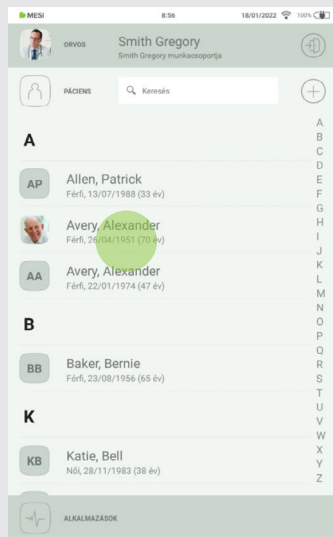 MESI 8:56 18/01/2022 100%
ORVOS
Smith Gregory
Smith Gregory munkacsoportja
PÁCIENS
Keresés
A
AP
Allen, Patrick
Férfi, 13/07/1988 (33 év)
Avery, Alexander
Férfi, 26/04/1951 (70 év)
AA
Avery, Alexander
Férfi, 22/01/1974 (47 év)
B
BB
Baker, Bernie
Férfi, 23/08/1956 (65 év)
K
KB
Katie, Bell
Női, 28/11/1983 (38 év)
A
B
C
D
E
F
G
H
I
J
K
L
M
N
O
P
Q
R
S
T
U
V
W
X
Y
Z
ALKALMAZÁSOK